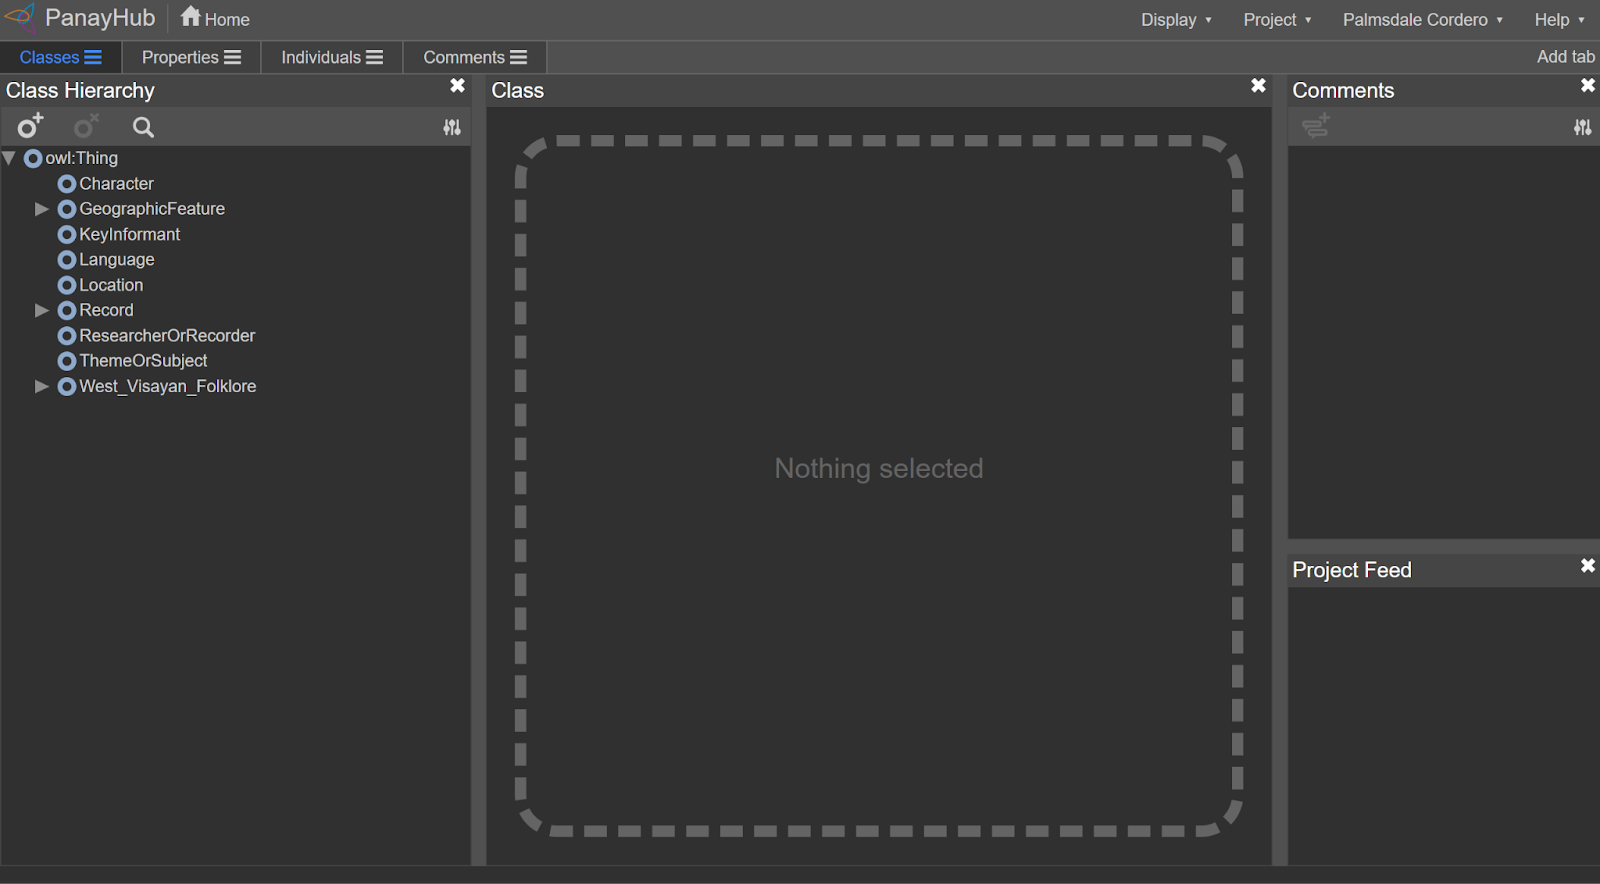 PanayHub Home Display Project Palmsdale Cordero Help
Classes Properties Individuals Comments Add tab
Class Hierarchy
owl:Thing
Character
GeographicFeature
KeyInformant
Language
Location
Record
ResearcherOrRecorder
ThemeOrSubject
West_Visayan_Folklore
Class
Nothing selected
Comments
Project Feed